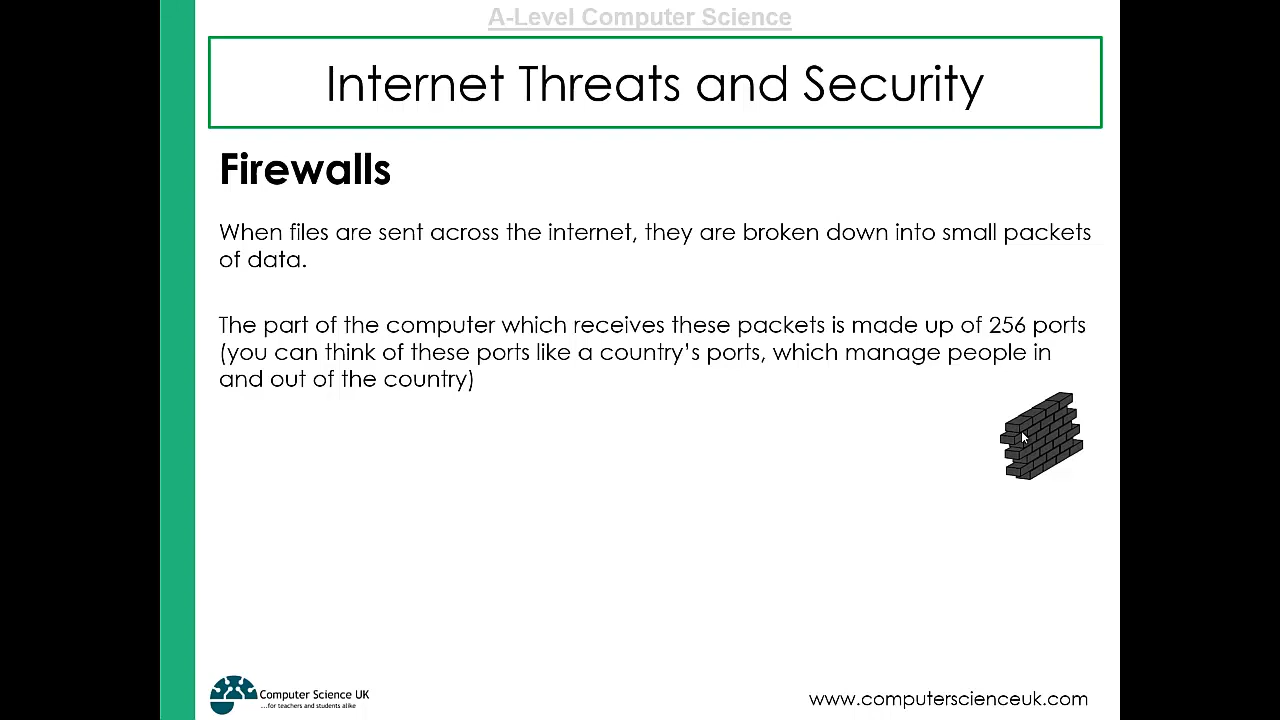 A-Level Computer Science
Internet Threats and Security
Firewalls
When files are sent across the internet, they are broken down into small packets
of data.
The part of the computer which receives these packets is made up of 256 ports
(you can think of these ports like a country's ports, which manage people in
and out of the country)
Computer Science UK
....for teachers and students alike
www.computerscienceuk.com